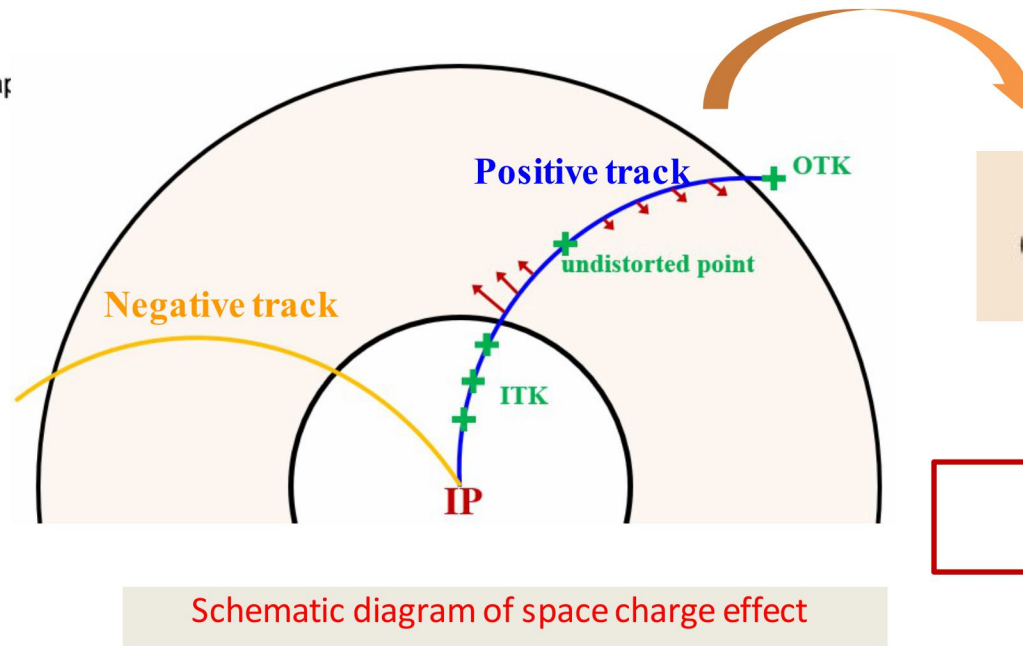 OTK
Positive track
undistorted point
Negative track
ITK
IP
Schematic diagram of space charge effect